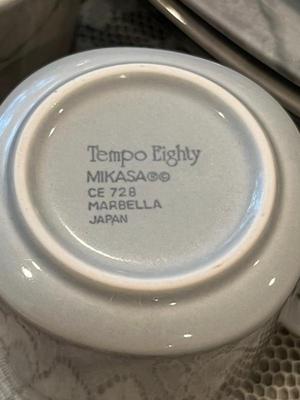 Tempo Eighty
MIKASA®©
CE 728
MARBELLA
JAPAN